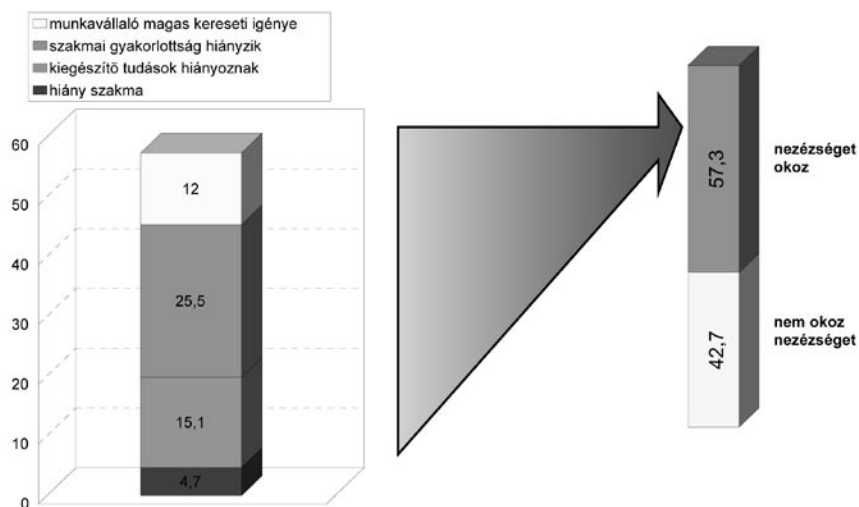 munkavállaló magas kereseti igénye
szakmai gyakorlottság hiányzik
kiegészítő tudások hiányoznak
hiány szakma
60
50
40
30
20
10
0
12
25,5
15,1
4,7
57,3
42,7
nezézséget
okoz
nem okoz
nezézséget